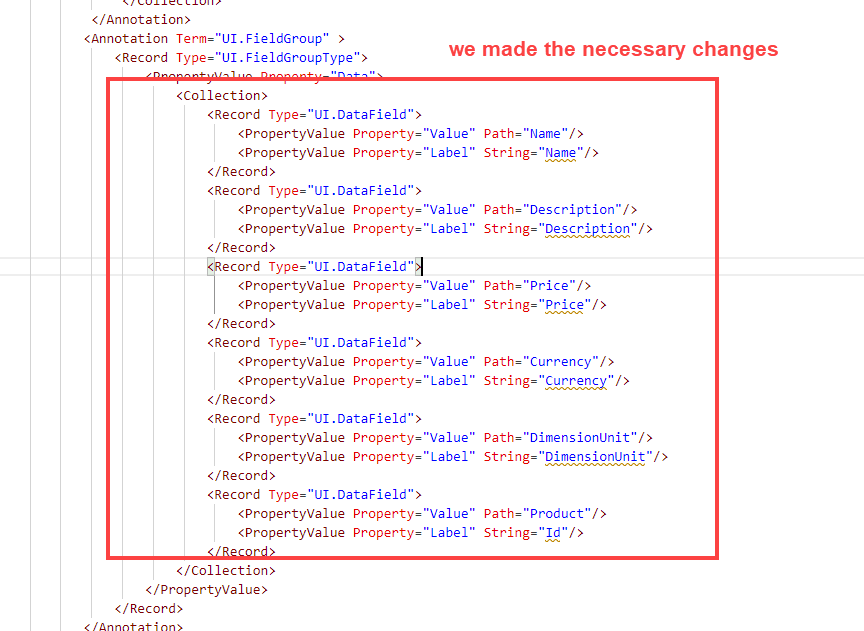 </Collection>
</Annotation>
<Annotation Term="UI.FieldGroup" >
<Record Type="UI.FieldGroupType">
we made the necessary changes
<PropertyValue Property="Data">
<Collection>
<Record Type="UI.DataField">
<PropertyValue Property="Value" Path="Name"/>
<PropertyValue Property="Label" String="Name"/>
</Record>
<Record Type="UI.DataField">
<PropertyValue Property="Value" Path="Description"/>
<PropertyValue Property="Label" String="Description"/>
</Record>
<Record Type="UI.DataField">
<PropertyValue Property="Value" Path="Price"/>
<PropertyValue Property="Label" String="Price"/>
</Record>
<Record Type="UI.DataField">
<PropertyValue Property="Value" Path="Currency"/>
<PropertyValue Property="Label" String="Currency"/>
</Record>
<Record Type="UI.DataField">
<PropertyValue Property="Value" Path="DimensionUnit"/>
<PropertyValue Property="Label" String="DimensionUnit"/>
</Record>
<Record Type="UI.DataField">
<PropertyValue Property="Value" Path="Product"/>
<PropertyValue Property="Label" String="Id"/>
</Record>
</Collection>
</PropertyValue>
</Record>
</Annotation>